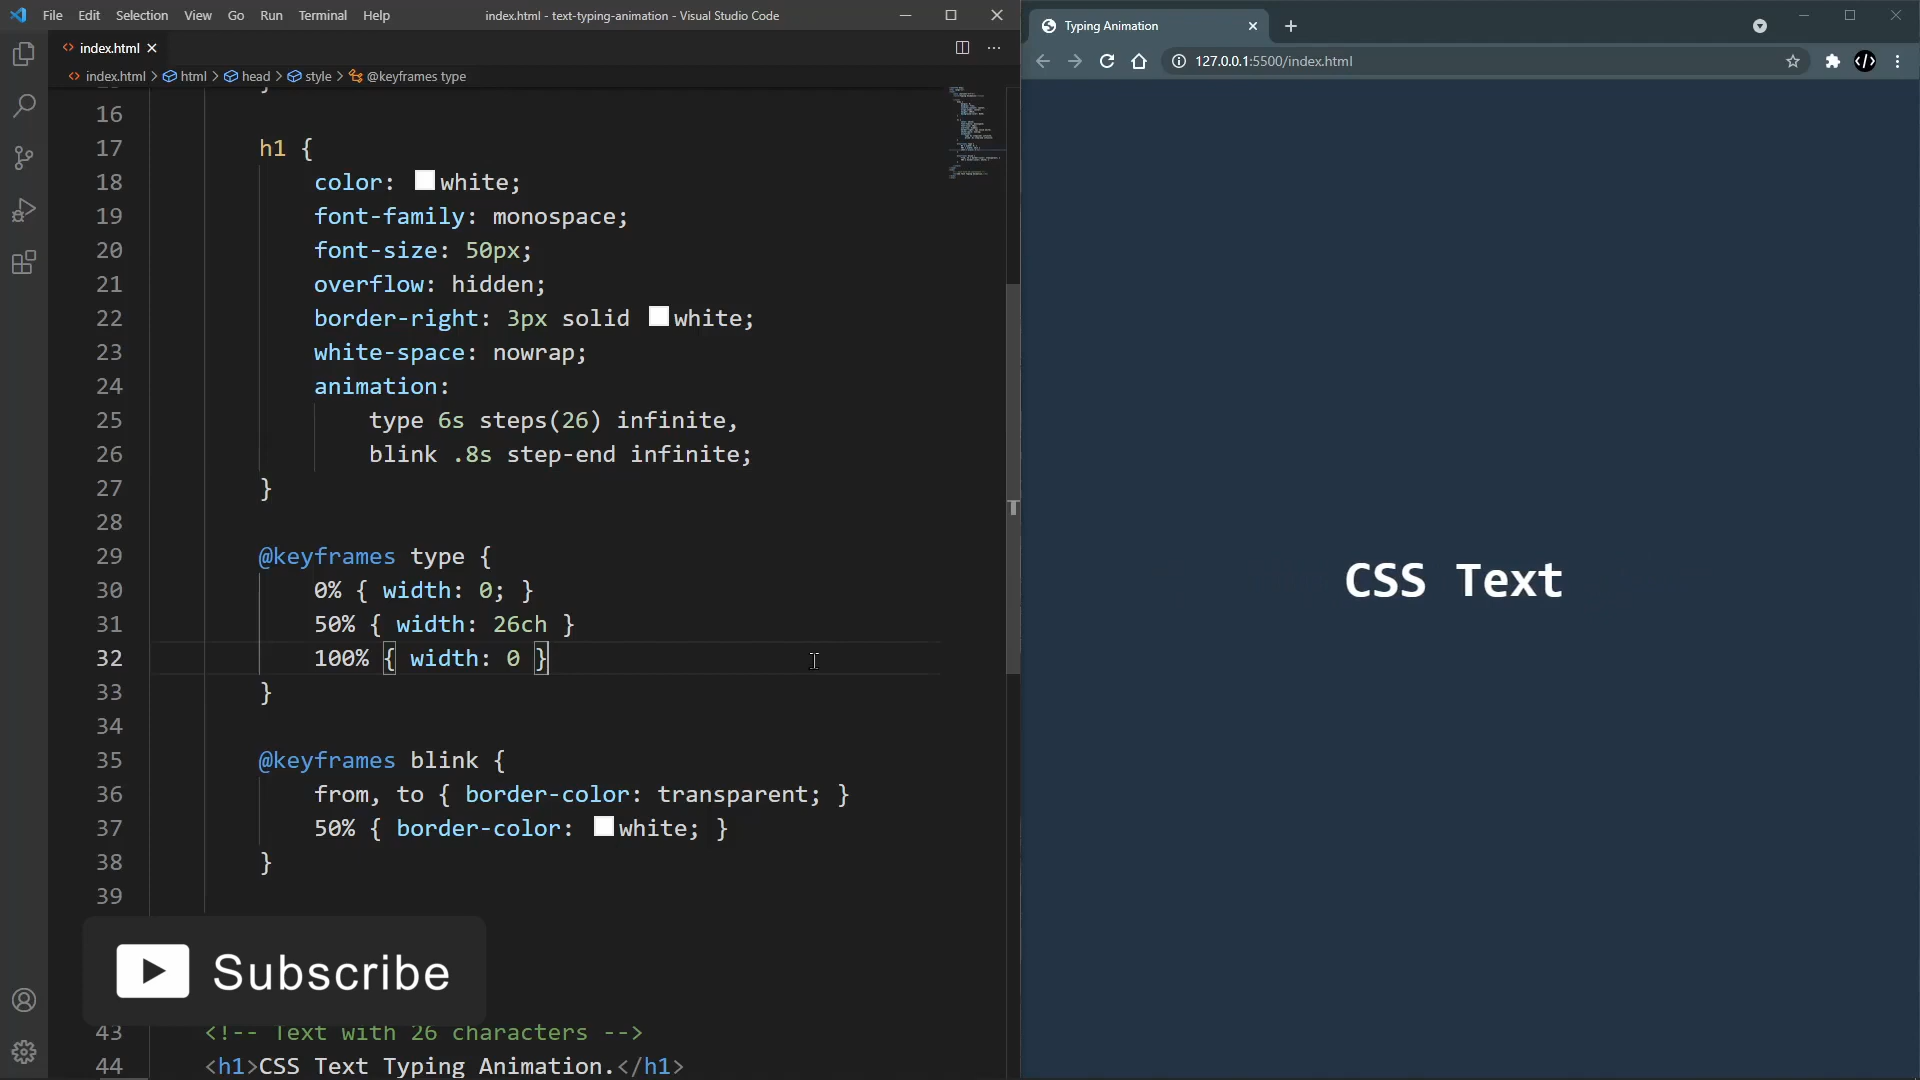 File Edit Selection View Go Run Terminal Help
index.html - text-typing-animation - Visual Studio Code
index.html
index.html > html > head > style > @keyframes type
16
17 h1 {
18 color: white;
19 font-family: monospace;
20 font-size: 50px;
21 overflow: hidden;
22 border-right: 3px solid white;
23 white-space: nowrap;
24 animation:
25 type 6s steps(26) infinite,
26 blink .8s step-end infinite;
27 }
28
29 @keyframes type {
30 0% { width: 0; }
31 50% { width: 26ch }
32 100% { width: 0 }
33 }
34
35 @keyframes blink {
36 from, to { border-color: transparent; }
37 50% { border-color: white; }
38 }
39
Subscribe
43 <!-- Text with 26 characters -->
44 <h1>CSS Text Typing Animation.</h1>
Typing Animation
127.0.0.1:5500/index.html
CSS Text